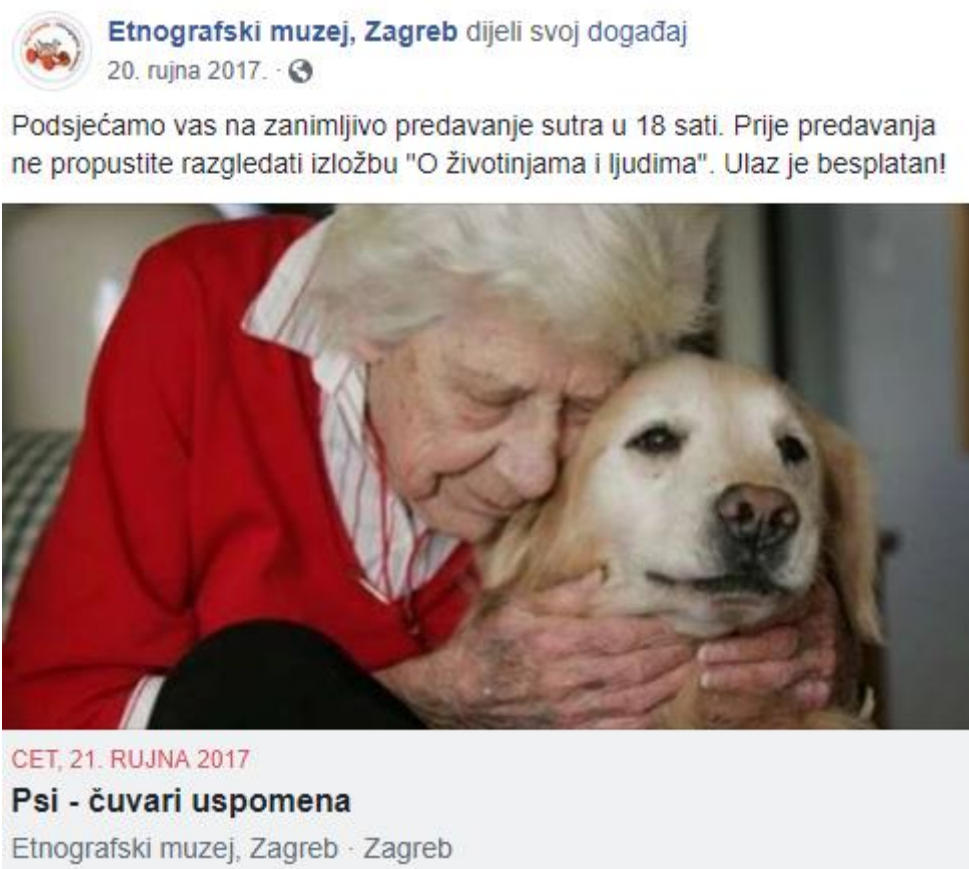 Etnografski muzej, Zagreb dijeli svoj događaj
20. rujna 2017. ·
Podsjećamo vas na zanimljivo predavanje sutra u 18 sati. Prije predavanja
ne propustite razgledati izložbu "O životinjama i ljudima". Ulaz je besplatan!
CET, 21. RUJNA 2017
Psi - čuvari uspomena
Etnografski muzej, Zagreb · Zagreb